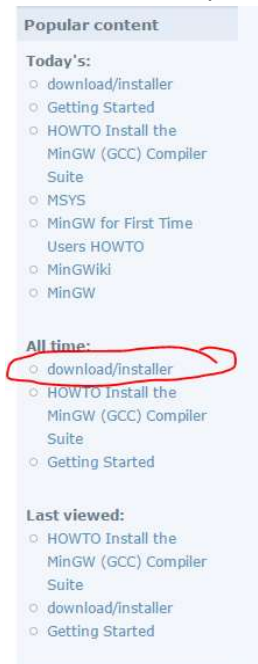 Popular content
Today's:
download/installer
Getting Started
HOWTO Install the
MinGW (GCC) Compiler
Suite
MSYS
MinGW for First Time
Users HOWTO
MinGWiki
MinGW
All time:
download/installer
HOWTO Install the
MinGW (GCC) Compiler
Suite
Getting Started
Last viewed:
HOWTO Install the
MinGW (GCC) Compiler
Suite
download/installer
Getting Started